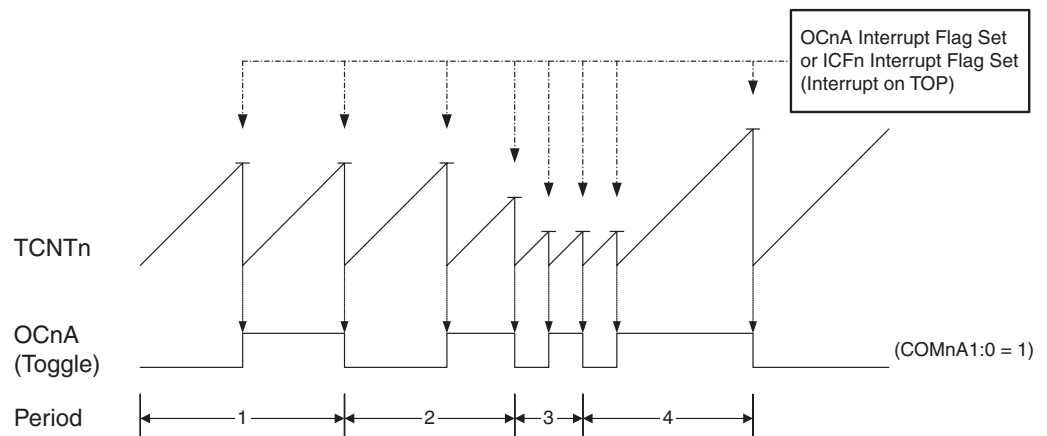 OCnA Interrupt Flag Set
or ICFn Interrupt Flag Set
(Interrupt on TOP)
TCNTn
OCnA
(Toggle)
(COMnA1:0 = 1)
Period
1
2
3
4